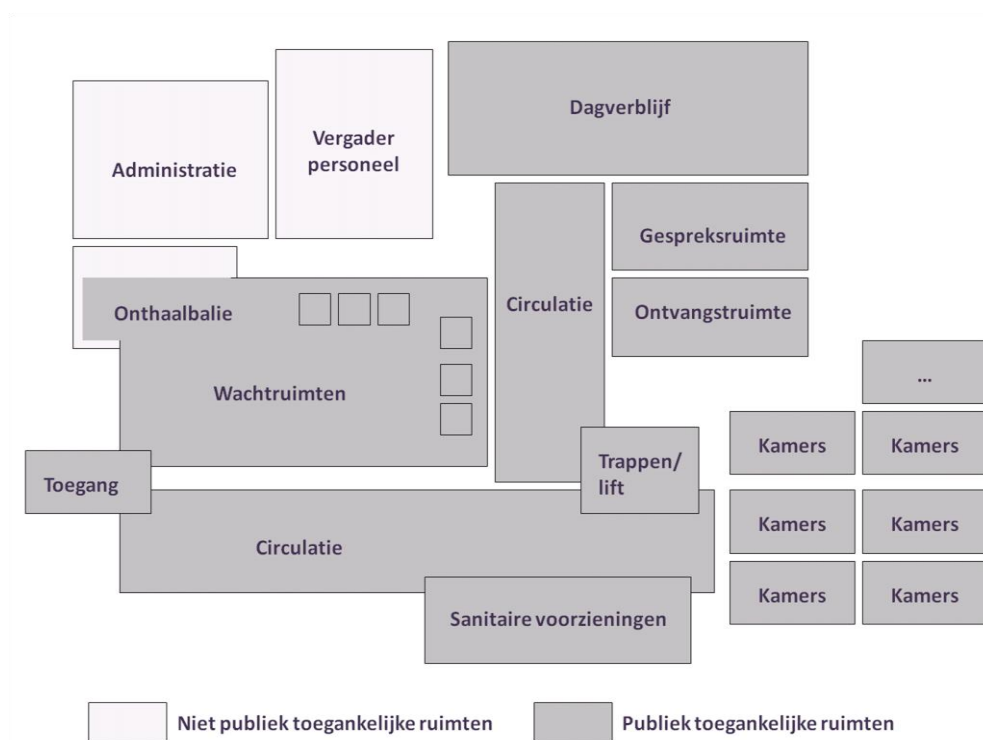 Dagverblijf
Vergader
personeel
Administratie
Gespreksruimte
Circulatie
Ontvangstruimte
Onthaalbalie
...
Wachtruimten
Kamers
Kamers
Trappen/
lift
Toegang
Kamers
Kamers
Circulatie
Kamers
Kamers
Sanitaire voorzieningen
Niet publiek toegankelijke ruimten
Publiek toegankelijke ruimten